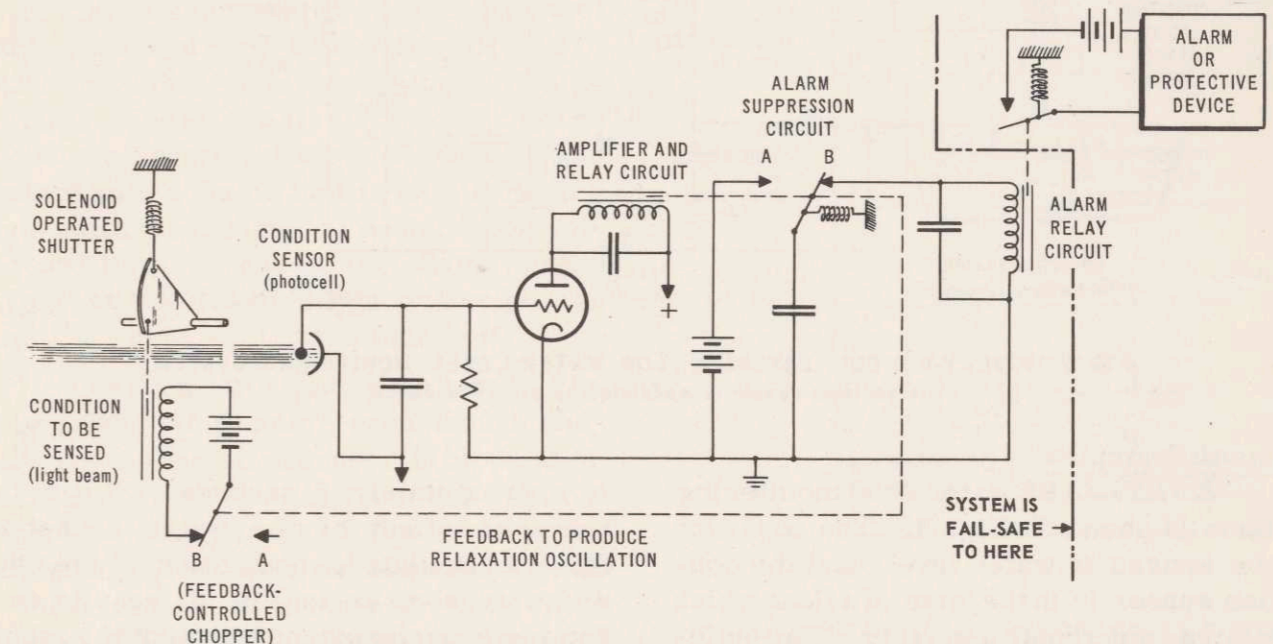 ALARM
OR
PROTECTIVE
DEVICE
ALARM
SUPPRESSION
CIRCUIT
A
B
AMPLIFIER AND
RELAY CIRCUIT
SOLENOID
OPERATED
SHUTTER
CONDITION
SENSOR
(photocell)
ALARM
RELAY
CIRCUIT
+
CONDITION
TO BE
SENSED
(light beam)
B
A
(FEEDBACK-
CONTROLLED
CHOPPER)
FEEDBACK TO PRODUCE
RELAXATION OSCILLATION
SYSTEM IS
FAIL-SAFE
TO HERE